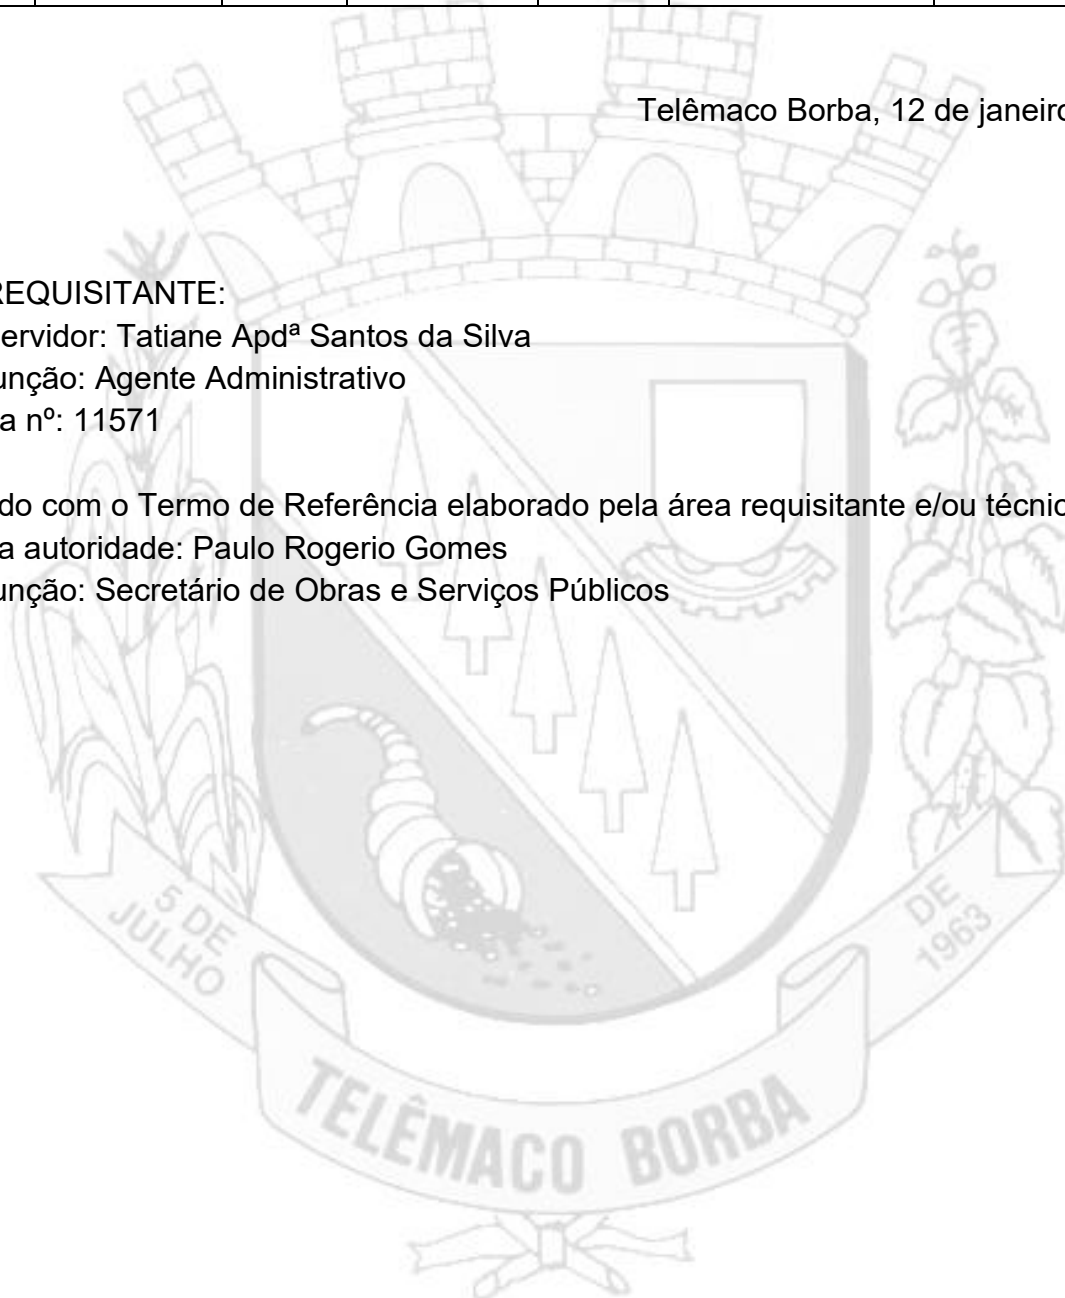 Telêmaco Borba, 12 de janeiro
REQUISITANTE:
ervidor: Tatiane Apdª Santos da Silva
unção: Agente Administrativo
a nº: 11571
do com o Termo de Referência elaborado pela área requisitante e/ou técnic
a autoridade: Paulo Rogerio Gomes
unção: Secretário de Obras e Serviços Públicos
5 DE
JULHO
DE
1963
TELÊMACO BORBA